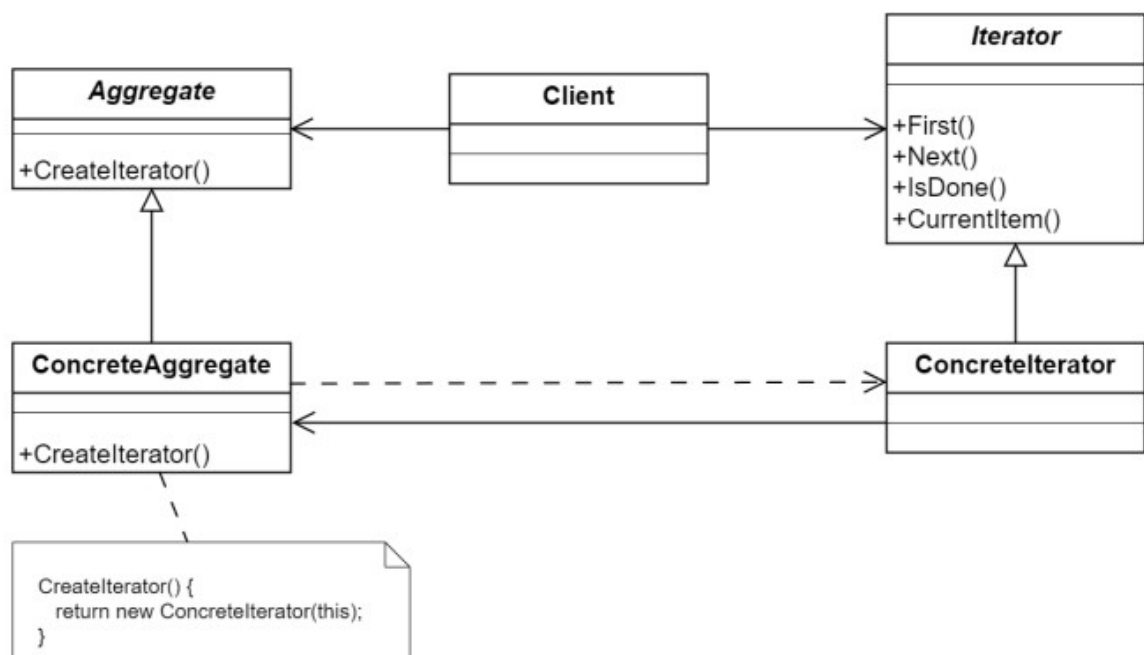 Aggregate
+CreateIterator()
Client
Iterator
+First()
+Next()
+IsDone()
+CurrentItem()
ConcreteAggregate
+CreateIterator()
ConcreteIterator
CreateIterator() {
return new ConcreteIterator(this);
}